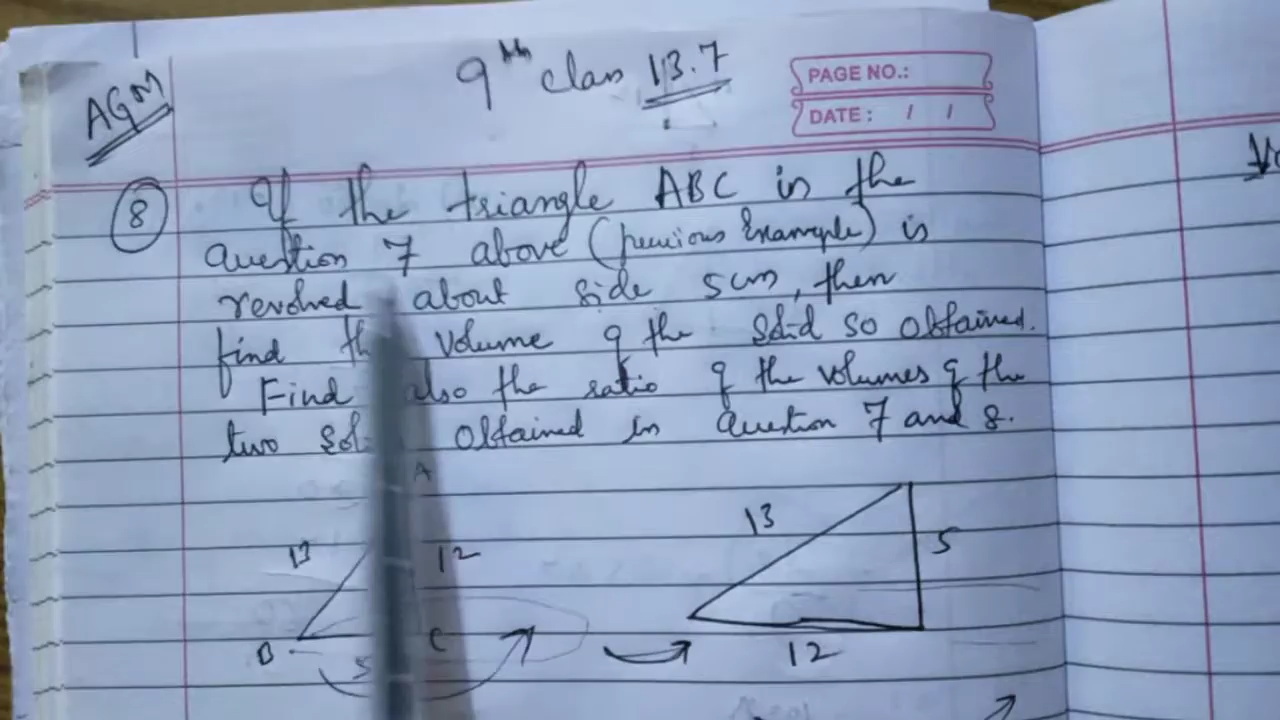 AGM
9th class 13.7
PAGE NO.:
DATE: / /
8 If the triangle ABC in the
Question 7 above (previous Example) is
revolved about side 5cm, then
find the volume of the solid so obtained.
Find also the ratio of the volumes of the
two obtained in Question 7 and 8.
A
13 12
B 5 C
13 5
12